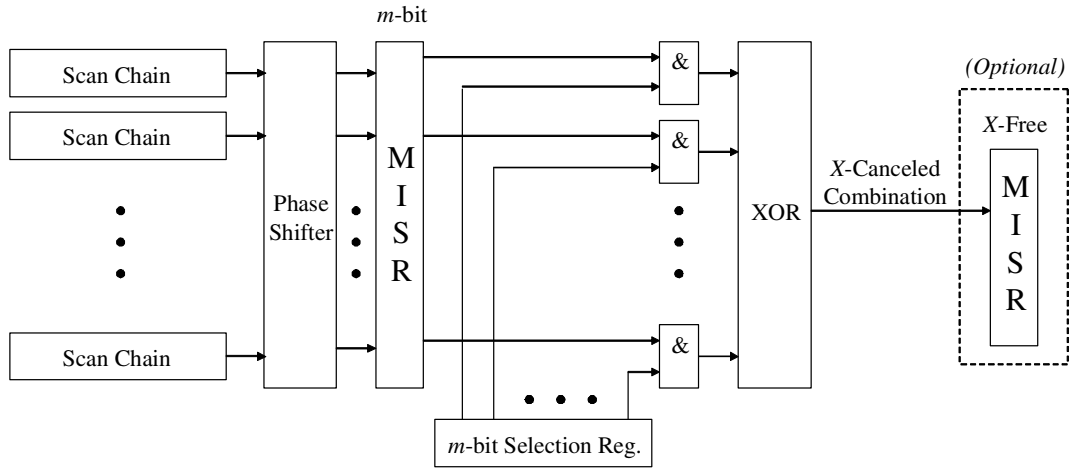 m-bit
Scan Chain
Scan Chain
Scan Chain
Phase
Shifter
M
I
S
R
&
&
&
m-bit Selection Reg.
XOR
X-Canceled
Combination
(Optional)
X-Free
M
I
S
R